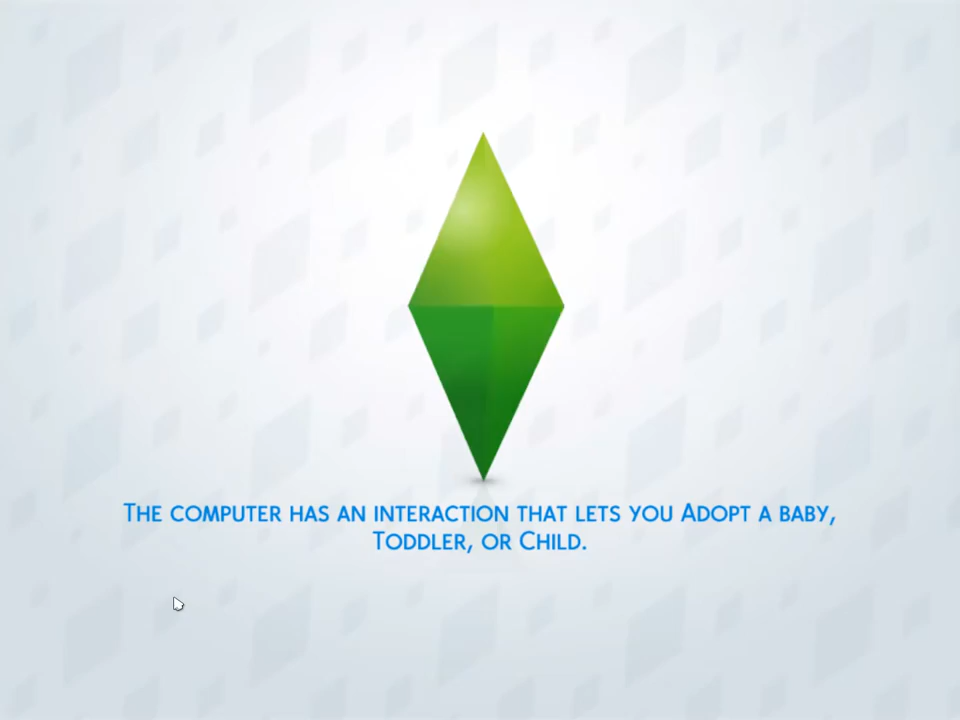 The computer has an interaction that lets you Adopt a baby,
Toddler, or Child.